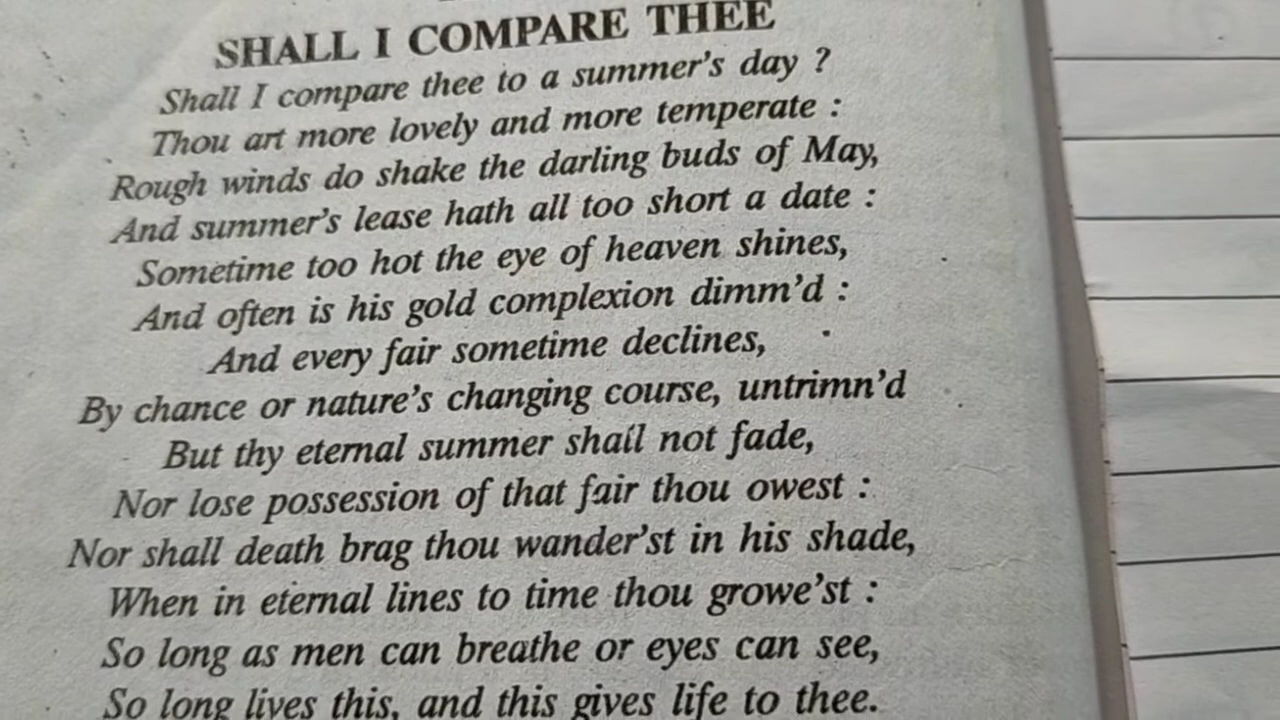 SHALL I COMPARE THEE
Shall I compare thee to a summer's day ?
Thou art more lovely and more temperate :
Rough winds do shake the darling buds of May,
And summer's lease hath all too short a date :
Sometime too hot the eye of heaven shines,
And often is his gold complexion dimm'd :
And every fair sometime declines,
By chance or nature's changing course, untrimn'd
But thy eternal summer shall not fade,
Nor lose possession of that fair thou owest :
Nor shall death brag thou wander'st in his shade,
When in eternal lines to time thou growe'st :
So long as men can breathe or eyes can see,
So long lives this, and this gives life to thee.